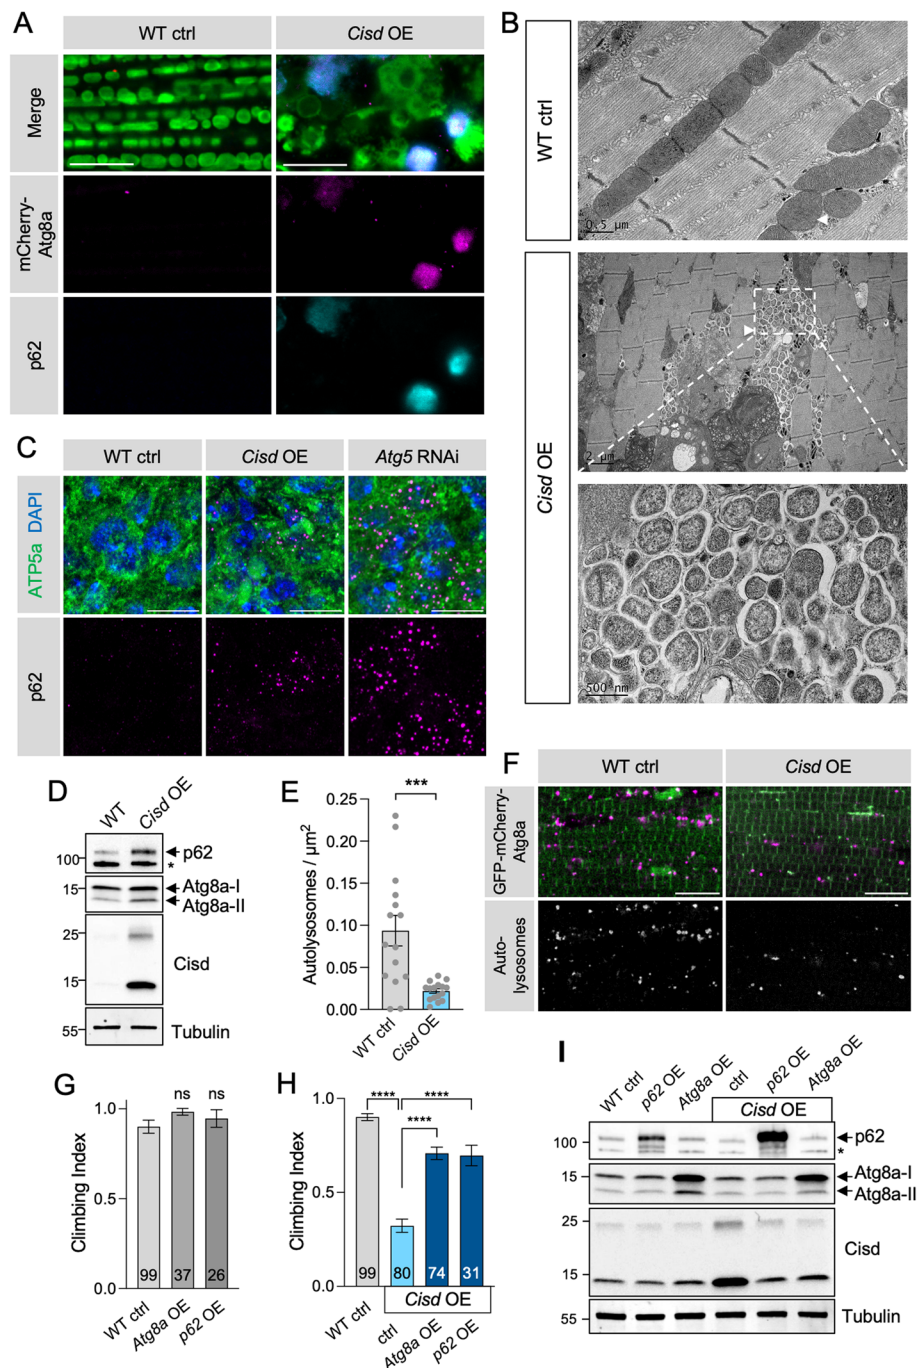 A
WT ctrl
Cisd OE
Merge
mCherry-
Atg8a
p62
B
WT ctrl
0.5 µm
Cisd OE
2 µm
500 nm
C
WT ctrl
Cisd OE
Atg5 RNAi
ATP5a DAPI
p62
D
WT
Cisd OE
100
p62
*
15
Atg8a-I
Atg8a-II
25
15
Cisd
55
Tubulin
E
***
Autolysosomes / µm²
0.25
0.20
0.15
0.10
0.05
0.00
WT ctrl
Cisd OE
F
WT ctrl
Cisd OE
GFP-mCherry-
Atg8a
Auto-
lysosomes
G
Climbing Index
1.0
0.5
0.0
ns
ns
99
37
26
WT ctrl
Atg8a OE
p62 OE
H
Climbing Index
1.0
0.5
0.0
****
****
****
99
80
74
31
WT ctrl
ctrl
Atg8a OE
p62 OE
Cisd OE
I
WT ctrl
p62 OE
Atg8a OE
ctrl
p62 OE
Atg8a OE
Cisd OE
100
p62
*
15
Atg8a-I
Atg8a-II
25
15
Cisd
55
Tubulin